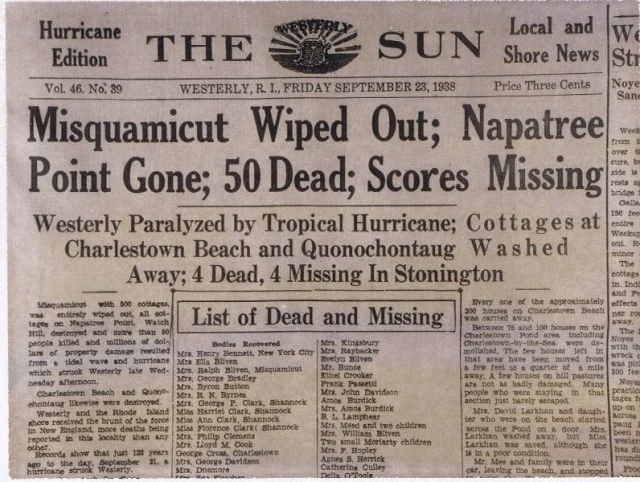 Hurricane
Edition
THE WESTERLY SUN
Local and
Shore News
Vol. 46. No. 39
WESTERLY, R. I., FRIDAY SEPTEMBER 23, 1938
Price Three Cents
Misquamicut Wiped Out; Napatree
Point Gone; 50 Dead; Scores Missing
Westerly Paralyzed by Tropical Hurricane; Cottages at
Charlestown Beach and Quonochontaug Washed
Away; 4 Dead, 4 Missing In Stonington
Misquamicut with 500 cottages,
was entirely wiped out, all cot-
tages on Napatree Point, Watch
Hill, destroyed and more than 50
people killed and millions of dol-
lars of property damage resulted
from a tidal wave and hurricane
which struck Westerly late Wed-
nesday afternoon.
Charlestown Beach and Quono-
chontaug likewise were destroyed.
Westerly and the Rhode Island
shore received the brunt of the force
in New England, more deaths being
reported in this locality than any
other.
Records show that just 123 years
ago to the day, September 21, a
hurricane struck Westerly.
List of Dead and Missing
Bodies Recovered
Mrs. Henry Bennett, New York City
Mrs Ella Bliven
Mrs. Ralph Bliven, Misquamicut
Mrs. George Bradley
Mrs. Byron Button
Mrs. R. N. Byrnes
Mrs. George P. Clark, Shannock
Miss Harriet Clark, Shannock
Miss Ann Clark, Shannock
Miss Florence Clark, Shannock
Mrs. Philip Clemens
Mrs. Lloyd M. Cook
George Cross, Charlestown
Mrs. George Davidson
Mrs. Densmore
Mrs. Kingsbury
Mrs. Raybacker
Evelyn Bliven
Mr. Bunce
Ethel Crocker
Frank Pasetti
Mrs. John Davidson
Amos Burdick
Mrs. Amos Burdick
B. L. Lamphear
Mrs. Meed and two children
Mrs. William Bliven
Two small Moriarty children
Mrs. P. Hopley
Agnes S. Herrick
Catherine Culley
Delia O'Toole
Every one of the approximately
200 houses on Charlestown Beach
was carried away.
Between 75 and 100 houses on the
Charlestown Pond area including
Charlestown-by-the-Sea were de-
molished. The few houses left in
that area have been moved from
a few feet to a quarter of a mile
away. A few houses on hill pastures
are not as badly damaged. Many
people who were staying in that
section just barely escaped.
Mrs. David Larkhan and daugh-
ter who were on the beach started
across the Pond on a door. Mrs.
Larkhan washed away, but Miss
Larkhan was saved, although she
is in a poor condition.
Mr. Mee and family were in their
car, leaving the beach, and stopped